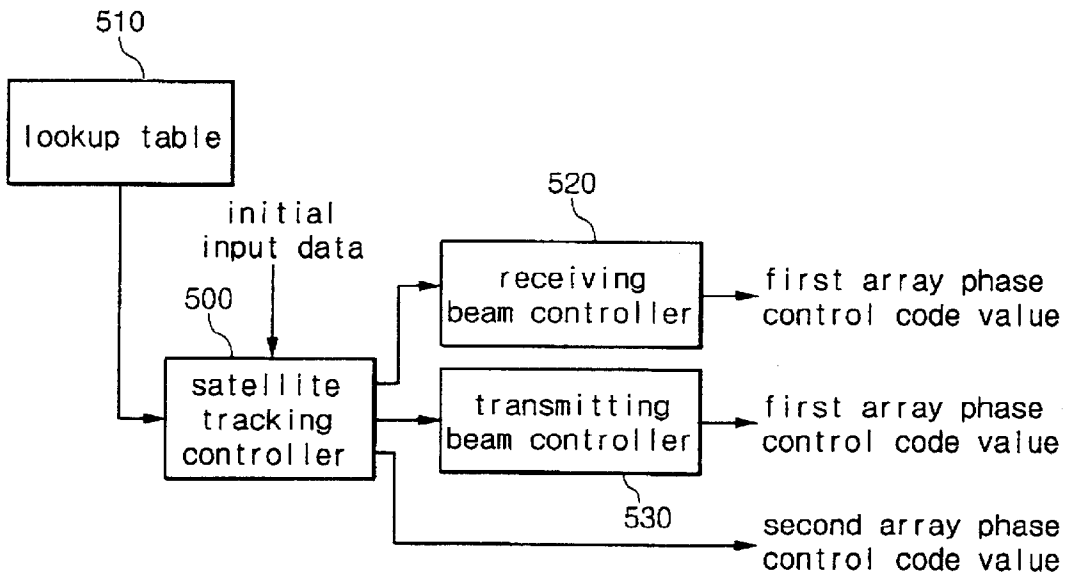 510
lookup table
initial
input data
500
satellite
tracking
controller
520
receiving
beam controller
first array phase
control code value
transmitting
beam controller
530
first array phase
control code value
second array phase
control code value